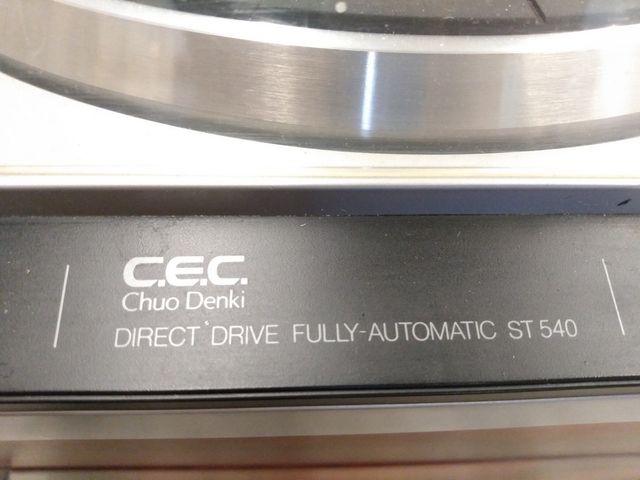 C.E.C.
Chuo Denki
DIRECT DRIVE FULLY-AUTOMATIC ST 540